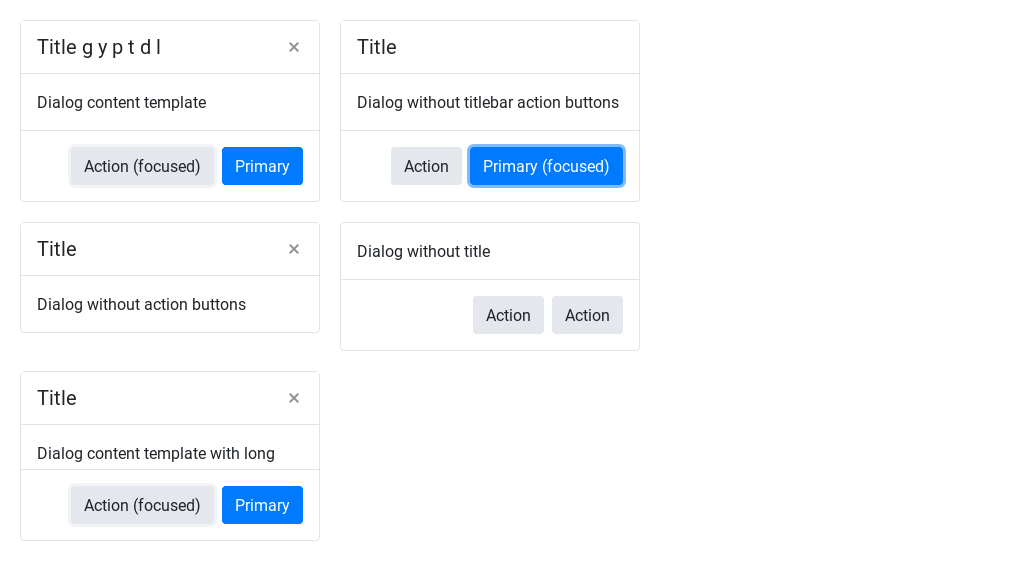 Title g y p t d l ×
Dialog content template
Action (focused) Primary
Title
Dialog without titlebar action buttons
Action Primary (focused)
Title ×
Dialog without action buttons
Dialog without title
Action Action
Title ×
Dialog content template with long
Action (focused) Primary